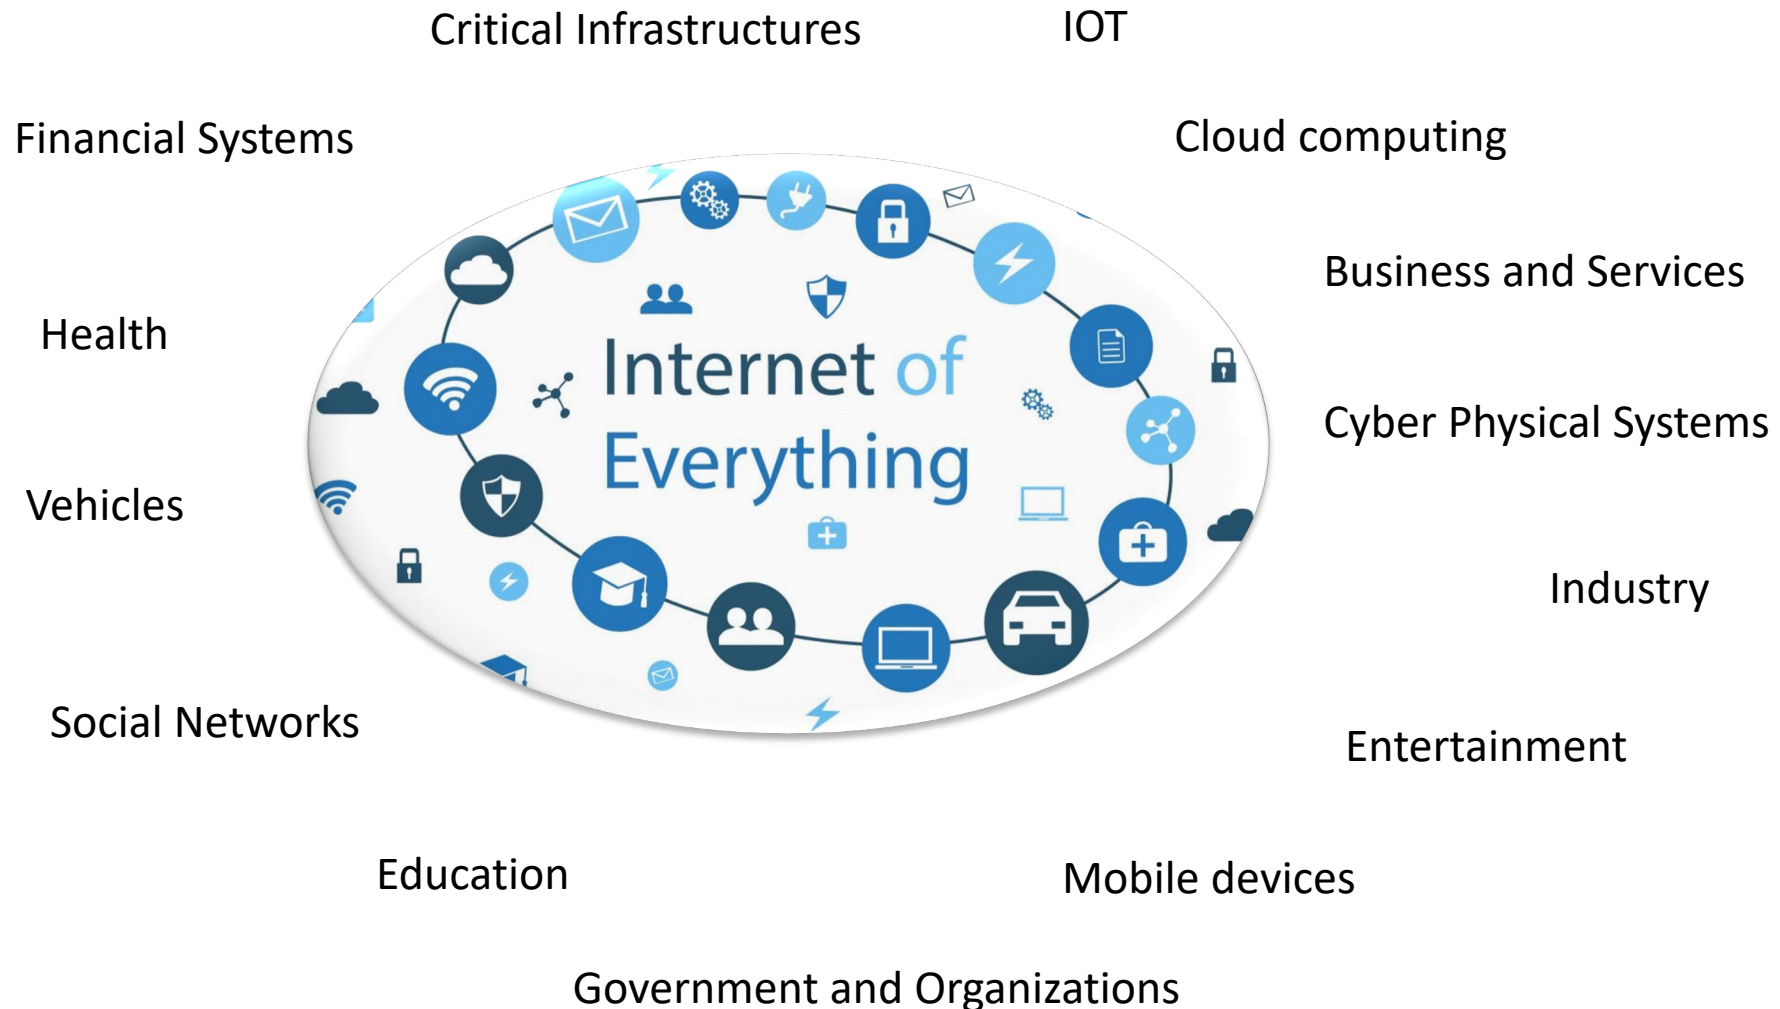 Critical Infrastructures
IOT
Financial Systems
Cloud computing
Business and Services
Health
Internet of
Everything
Cyber Physical Systems
Vehicles
Industry
Social Networks
Entertainment
Education
Mobile devices
Government and Organizations